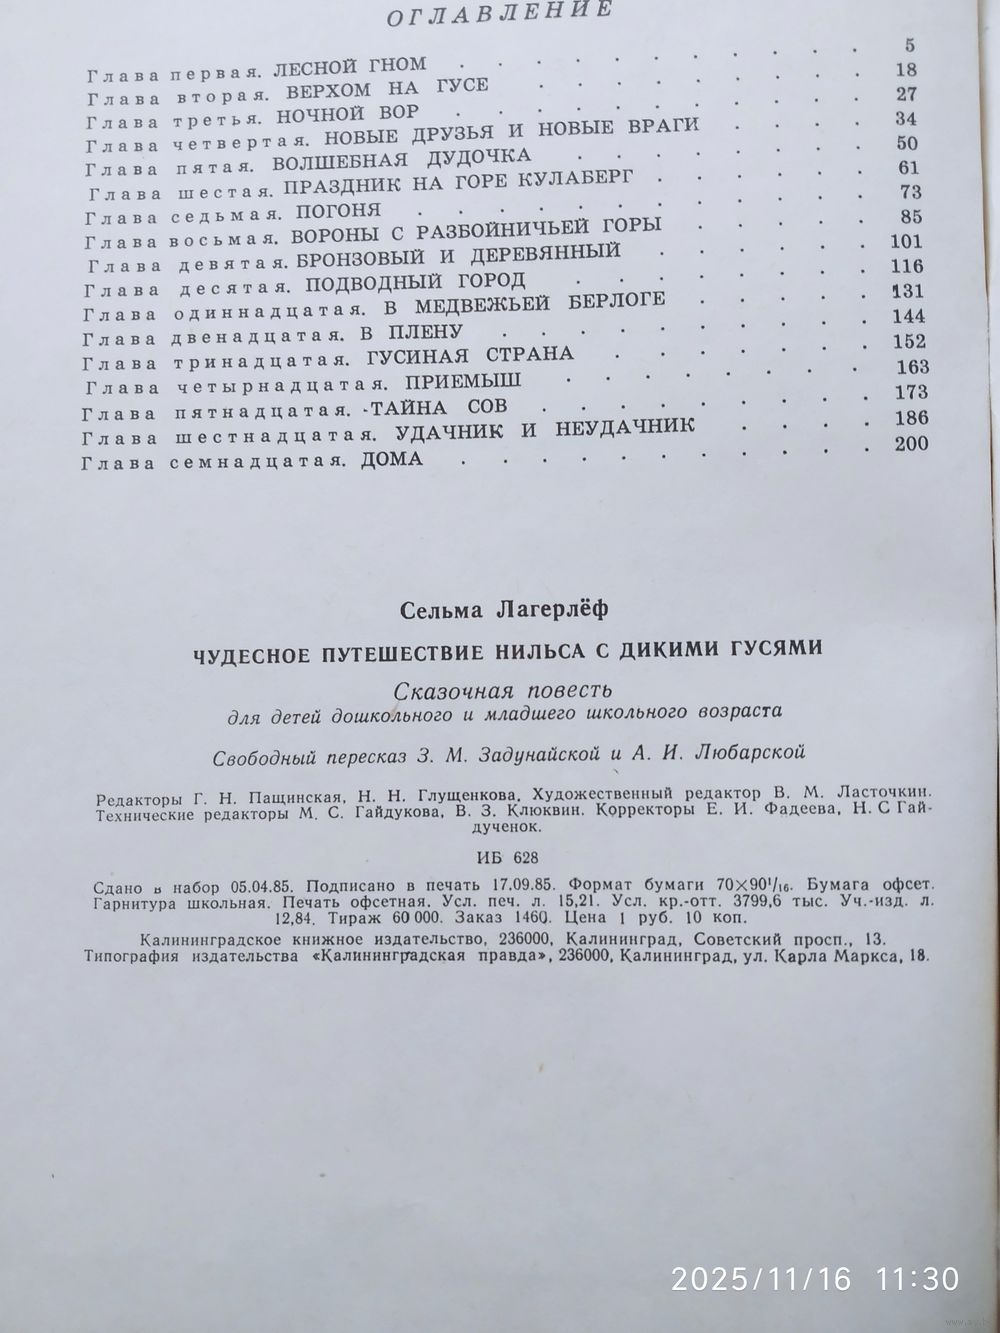 ОГЛАВЛЕНИЕ
Глава первая. ЛЕСНОЙ ГНОМ . . . . . . . . . 5
Глава вторая. ВЕРХОМ НА ГУСЕ . . . . . . . 18
Глава третья. НОЧНОЙ ВОР . . . . . . . . . 27
Глава четвертая. НОВЫЕ ДРУЗЬЯ И НОВЫЕ ВРАГИ . . . . 34
Глава пятая. ВОЛШЕБНАЯ ДУДОЧКА . . . . . . . 50
Глава шестая. ПРАЗДНИК НА ГОРЕ КУЛАБЕРГ . . . . . 61
Глава седьмая. ПОГОНЯ . . . . . . . . . . 73
Глава восьмая. ВОРОНЫ С РАЗБОЙНИЧЬЕЙ ГОРЫ . . . . 85
Глава девятая. БРОНЗОВЫЙ И ДЕРЕВЯННЫЙ . . . . . 101
Глава десятая. ПОДВОДНЫЙ ГОРОД . . . . . . . 116
Глава одиннадцатая. В МЕДВЕЖЬЕЙ БЕРЛОГЕ . . . . 131
Глава двенадцатая. В ПЛЕНУ . . . . . . . . 144
Глава тринадцатая. ГУСИНАЯ СТРАНА . . . . . . 152
Глава четырнадцатая. ПРИЕМЫШ . . . . . . . 163
Глава пятнадцатая. ТАЙНА СОВ . . . . . . . . 173
Глава шестнадцатая. УДАЧНИК И НЕУДАЧНИК . . . . 186
Глава семнадцатая. ДОМА . . . . . . . . . . 200
Сельма Лагерлёф
ЧУДЕСНОЕ ПУТЕШЕСТВИЕ НИЛЬСА С ДИКИМИ ГУСЯМИ
Сказочная повесть
для детей дошкольного и младшего школьного возраста
Свободный пересказ З. М. Задунайской и А. И. Любарской
Редакторы Г. Н. Пащинская, Н. Н. Глущенкова. Художественный редактор В. М. Ласточкин.
Технические редакторы М. С. Гайдукова, В. З. Клюквин. Корректоры Е. И. Фадеева, Н. С Гай-
дученок.
ИБ 628
Сдано в набор 05.04.85. Подписано в печать 17.09.85. Формат бумаги 70×90¹/₁₆. Бумага офсет.
Гарнитура школьная. Печать офсетная. Усл. печ. л. 15,21. Усл. кр.-отт. 3799,6 тыс. Уч.-изд. л.
12,84. Тираж 60 000. Заказ 1460. Цена 1 руб. 10 коп.
Калининградское книжное издательство, 236000, Калининград, Советский просп., 13.
Типография издательства «Калининградская правда», 236000, Калининград, ул. Карла Маркса, 18.
2025/11/16 11:30